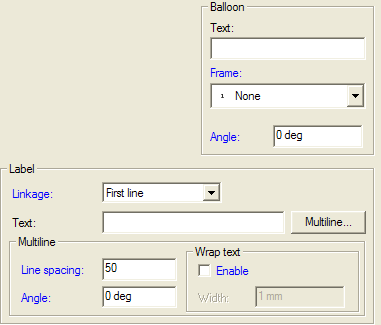 Balloon
Text:
Frame:
1 None
Angle: 0 deg
Label
Linkage: First line
Text: Multiline...
Multiline
Line spacing: 50
Angle: 0 deg
Wrap text
Enable
Width: 1 mm